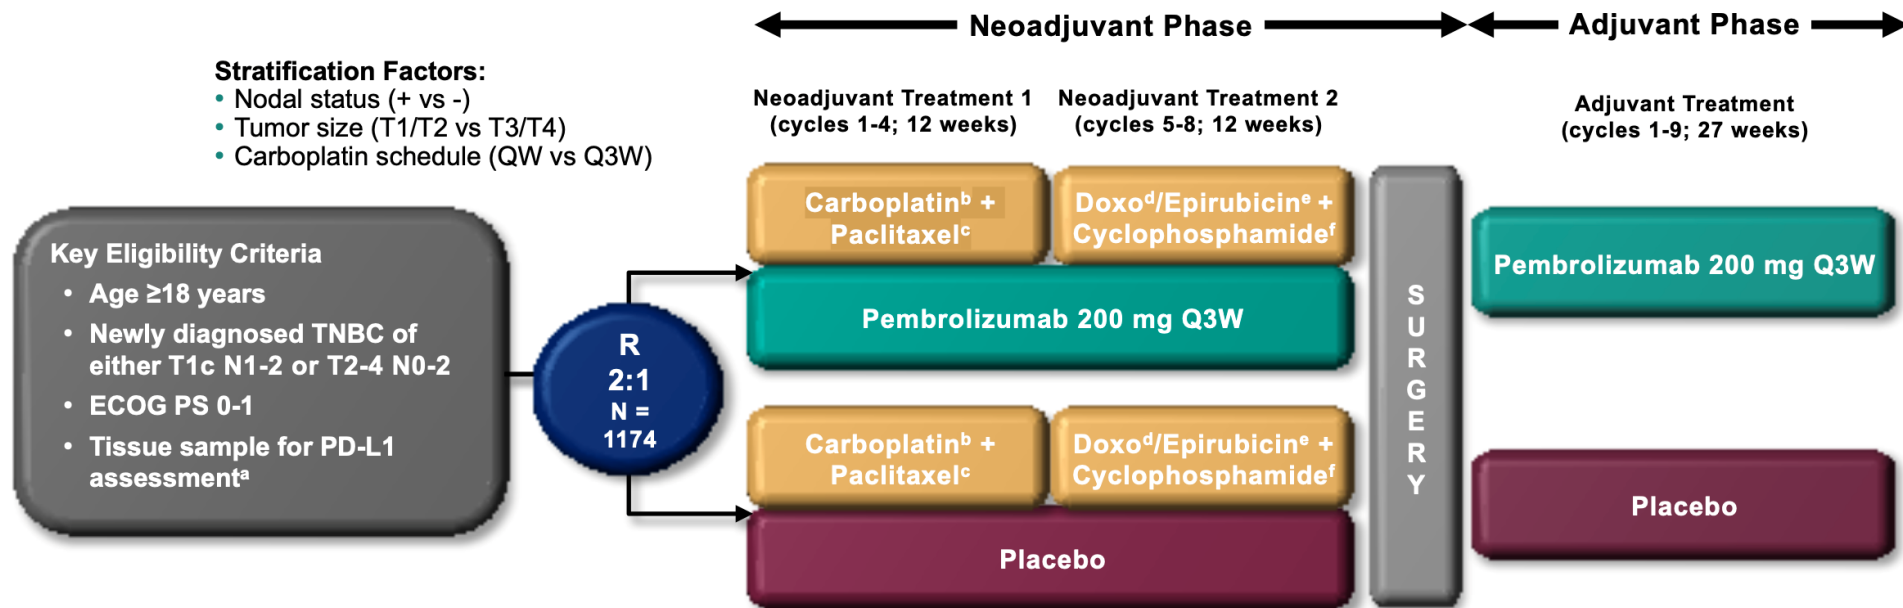 Neoadjuvant Phase
Adjuvant Phase
Stratification Factors:
• Nodal status (+ vs -)
• Tumor size (T1/T2 vs T3/T4)
• Carboplatin schedule (QW vs Q3W)
Neoadjuvant Treatment 1
(cycles 1-4; 12 weeks)
Neoadjuvant Treatment 2
(cycles 5-8; 12 weeks)
Adjuvant Treatment
(cycles 1-9; 27 weeks)
Key Eligibility Criteria
• Age ≥18 years
• Newly diagnosed TNBC of
either T1c N1-2 or T2-4 N0-2
• ECOG PS 0-1
• Tissue sample for PD-L1
assessmentᵃ
R
2:1
N =
1174
Carboplatinᵇ +
Paclitaxelᶜ
Doxoᵈ/Epirubicinᵉ +
Cyclophosphamideᶠ
Pembrolizumab 200 mg Q3W
Carboplatinᵇ +
Paclitaxelᶜ
Doxoᵈ/Epirubicinᵉ +
Cyclophosphamideᶠ
Placebo
SURGERY
Pembrolizumab 200 mg Q3W
Placebo